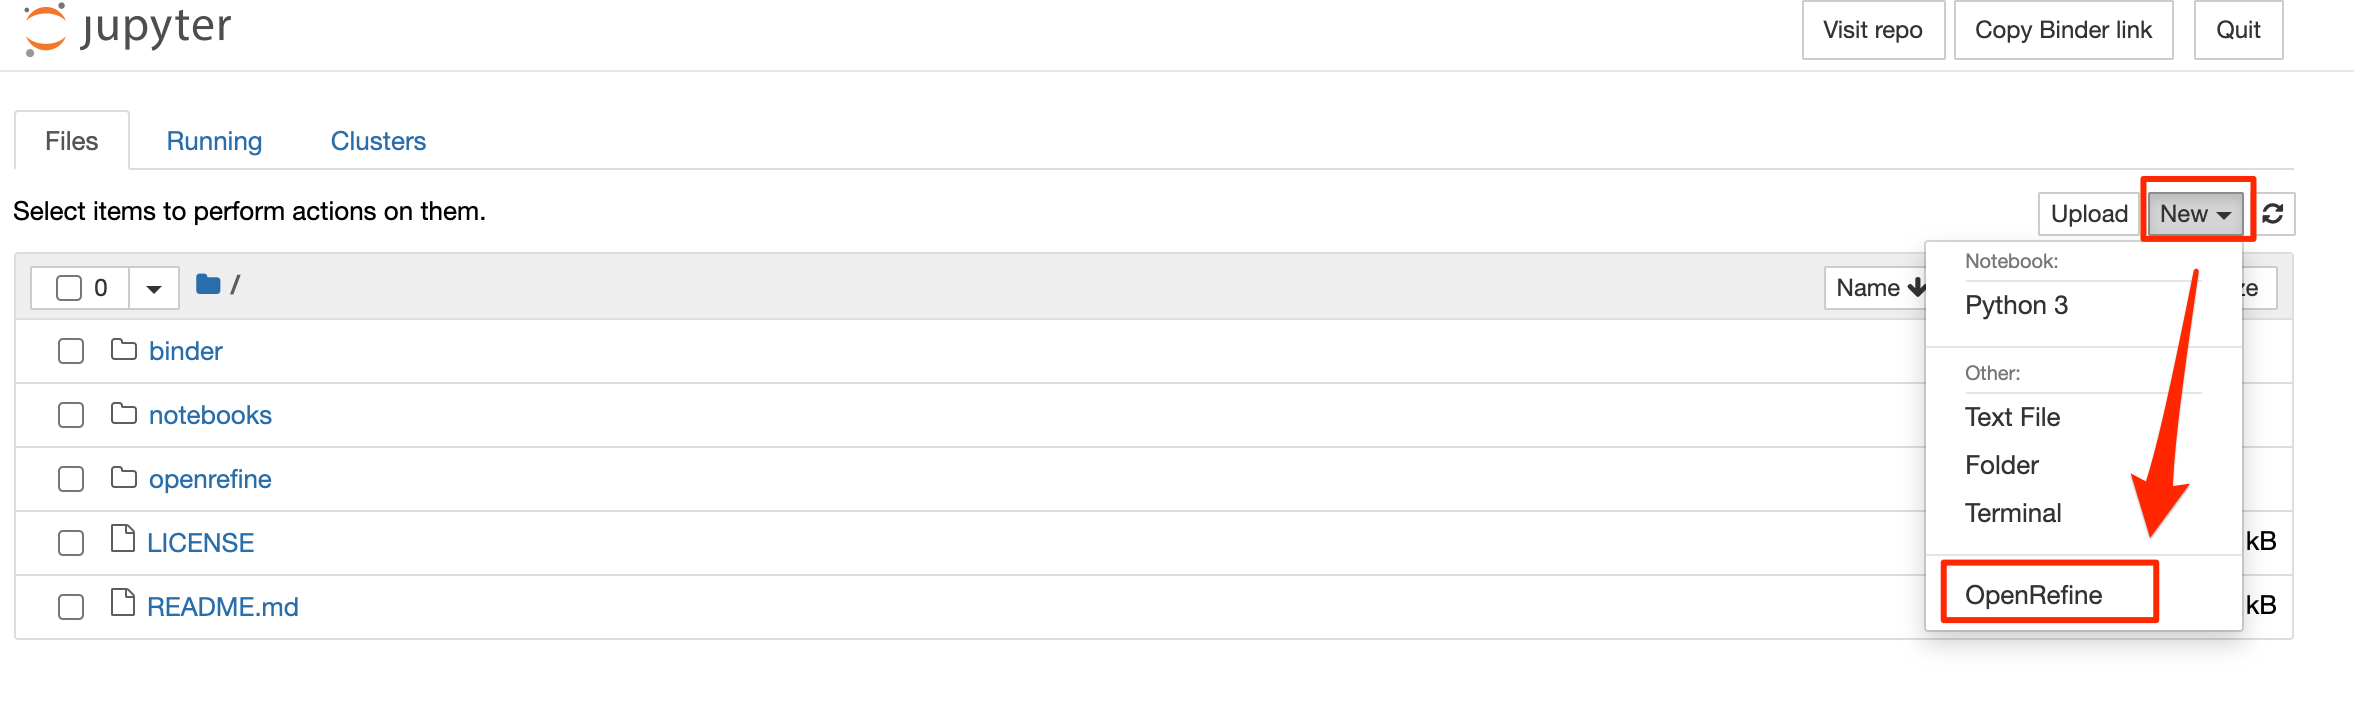 jupyter
Visit repo
Copy Binder link
Quit
Files
Running
Clusters
Select items to perform actions on them.
Upload
New
0
/
Name
ze
Notebook:
Python 3
Other:
Text File
Folder
Terminal
OpenRefine
binder
notebooks
openrefine
LICENSE
kB
README.md
kB